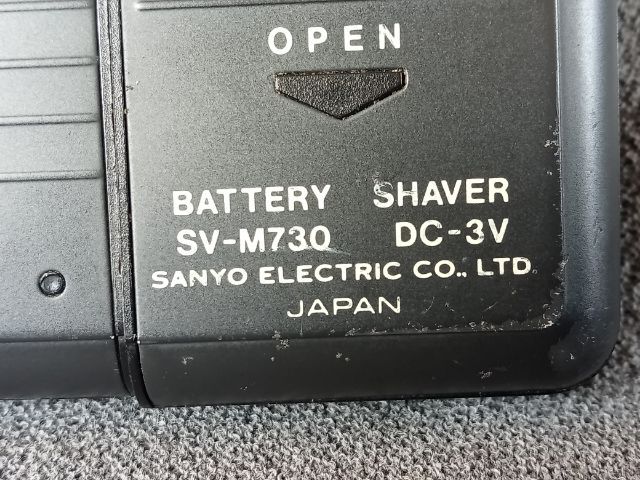 OPEN
BATTERY SHAVER
SV-M730 DC-3V
SANYO ELECTRIC CO., LTD.
JAPAN